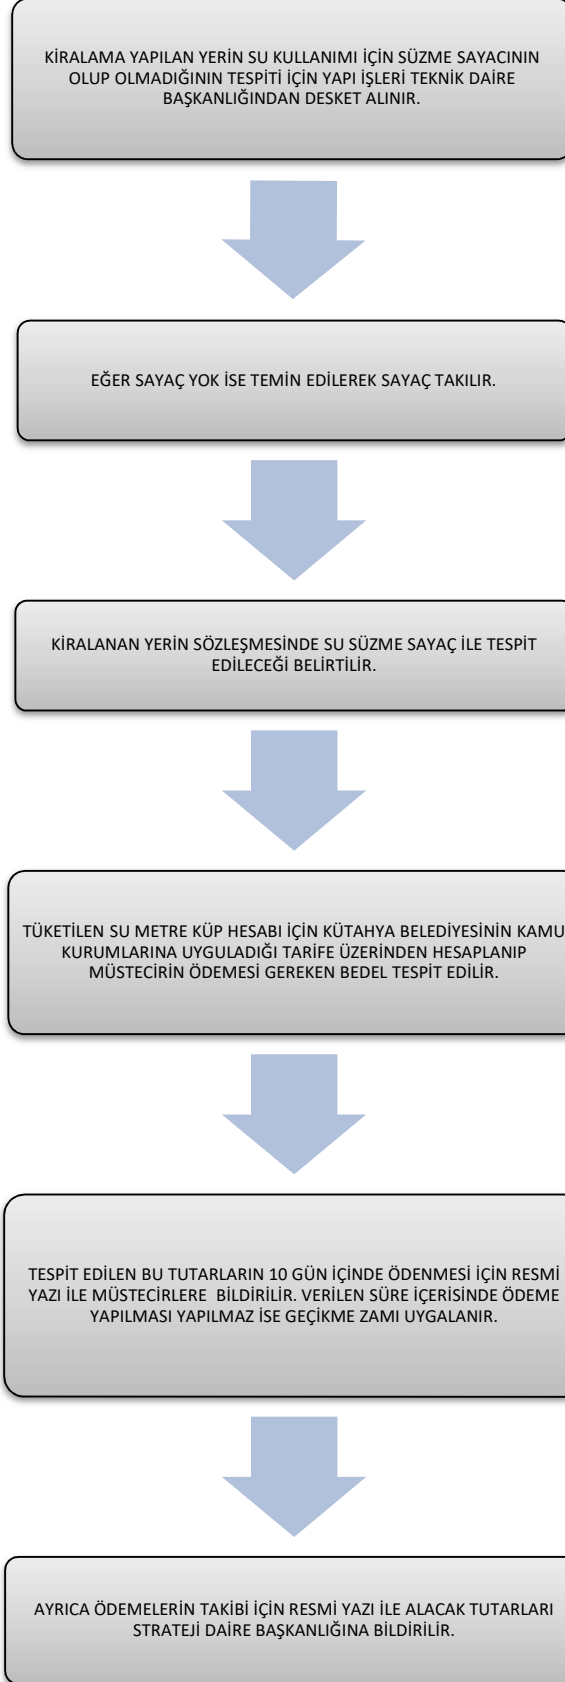 KİRALAMA YAPILAN YERİN SU KULLANIMI İÇİN SÜZME SAYACININ
OLUP OLMADIĞININ TESPİTİ İÇİN YAPI İŞLERİ TEKNİK DAİRE
BAŞKANLIĞINDAN DESKET ALINIR.
EĞER SAYAÇ YOK İSE TEMİN EDİLEREK SAYAÇ TAKILIR.
KİRALANAN YERİN SÖZLEŞMESİNDE SU SÜZME SAYAÇ İLE TESPİT
EDİLECEĞİ BELİRTİLİR.
TÜKETİLEN SU METRE KÜP HESABI İÇİN KÜTAHYA BELEDİYESİNİN KAMU
KURUMLARINA UYGULADIĞI TARİFE ÜZERİNDEN HESAPLANIP
MÜSTECİRİN ÖDEMESİ GEREKEN BEDEL TESPİT EDİLİR.
TESPİT EDİLEN BU TUTARLARIN 10 GÜN İÇİNDE ÖDENMESİ İÇİN RESMİ
YAZI İLE MÜSTECİRLERE BİLDİRİLİR. VERİLEN SÜRE İÇERİSİNDE ÖDEME
YAPILMASI YAPILMAZ İSE GEÇİKME ZAMI UYGALANIR.
AYRICA ÖDEMELERİN TAKİBİ İÇİN RESMİ YAZI İLE ALACAK TUTARLARI
STRATEJİ DAİRE BAŞKANLIĞINA BİLDİRİLİR.